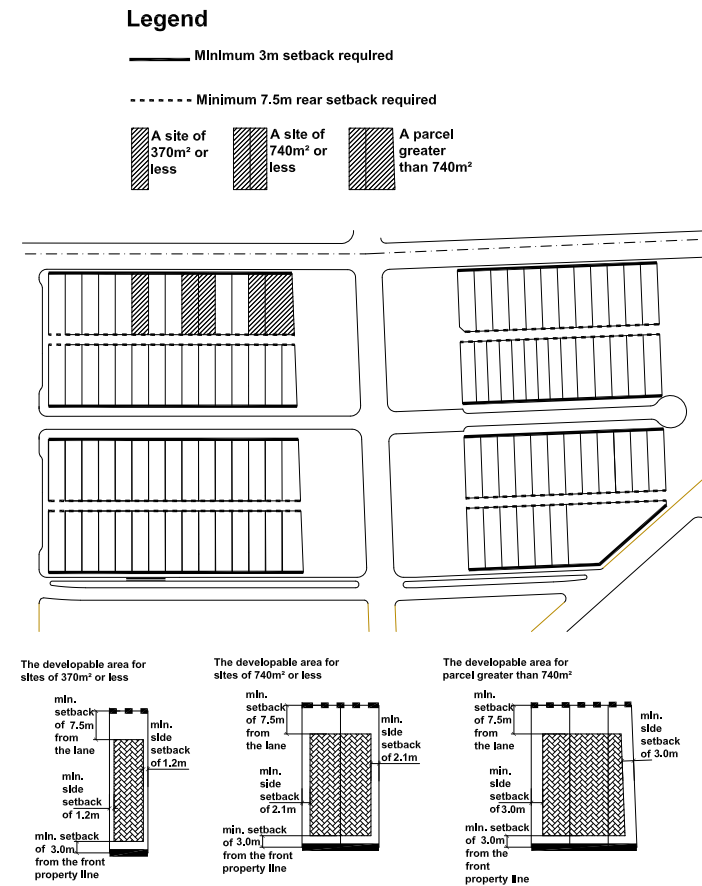 Legend
Minimum 3m setback required
Minimum 7.5m rear setback required
A site of
370m² or
less
A site of
740m² or
less
A parcel
greater
than 740m²
The developable area for
sites of 370m² or less
min.
setback
of 7.5m
from
the lane
min.
side
setback
of 1.2m
min.
side
setback
of 1.2m
min. setback
of 3.0m
from the front
property line
The developable area for
sites of 740m² or less
min.
setback
of 7.5m
from
the lane
min.
side
setback
of 2.1m
min.
side
setback
of 2.1m
min. setback
of 3.0m
from the front
property line
The developable area for
parcel greater than 740m²
min.
setback
of 7.5m
from
the lane
min.
side
setback
of 3.0m
min.
side
setback
of 3.0m
min. setback
of 3.0m
from the
front
property line